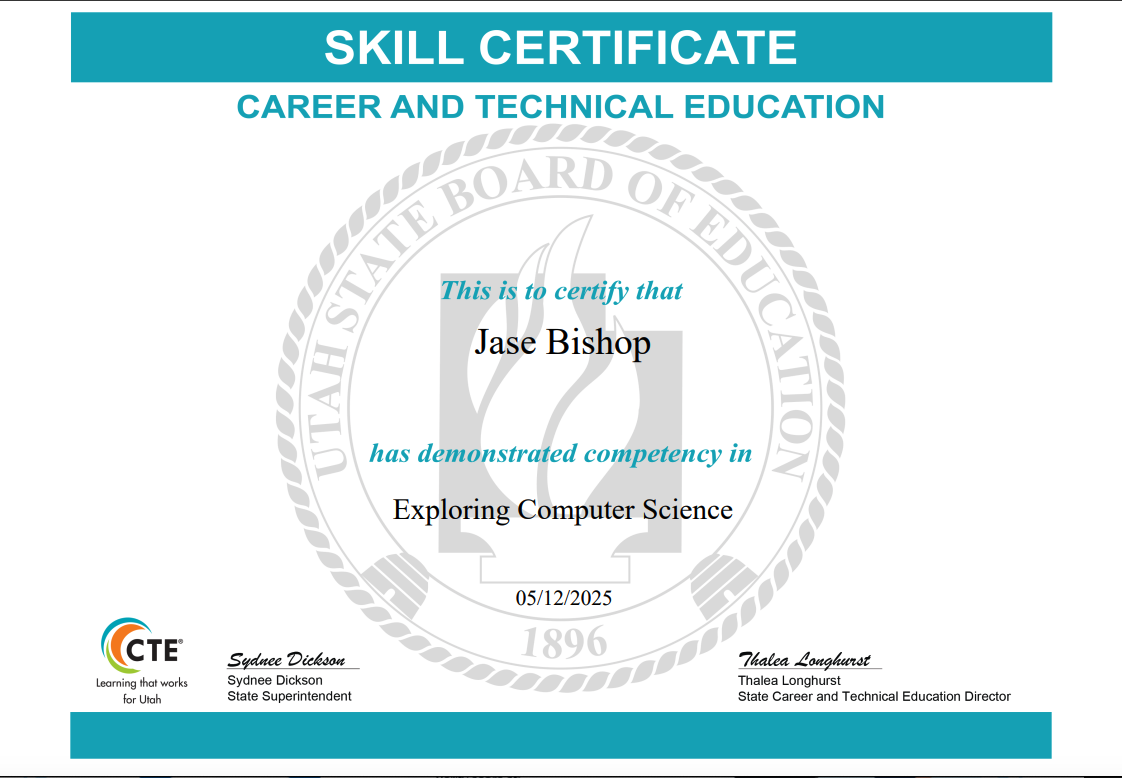 SKILL CERTIFICATE
CAREER AND TECHNICAL EDUCATION
UTAH STATE BOARD OF EDUCATION
This is to certify that
Jase Bishop
has demonstrated competency in
Exploring Computer Science
05/12/2025
1896
CTE®
Learning that works
for Utah
Sydnee Dickson
Sydnee Dickson
State Superintendent
Thalea Longhurst
Thalea Longhurst
State Career and Technical Education Director